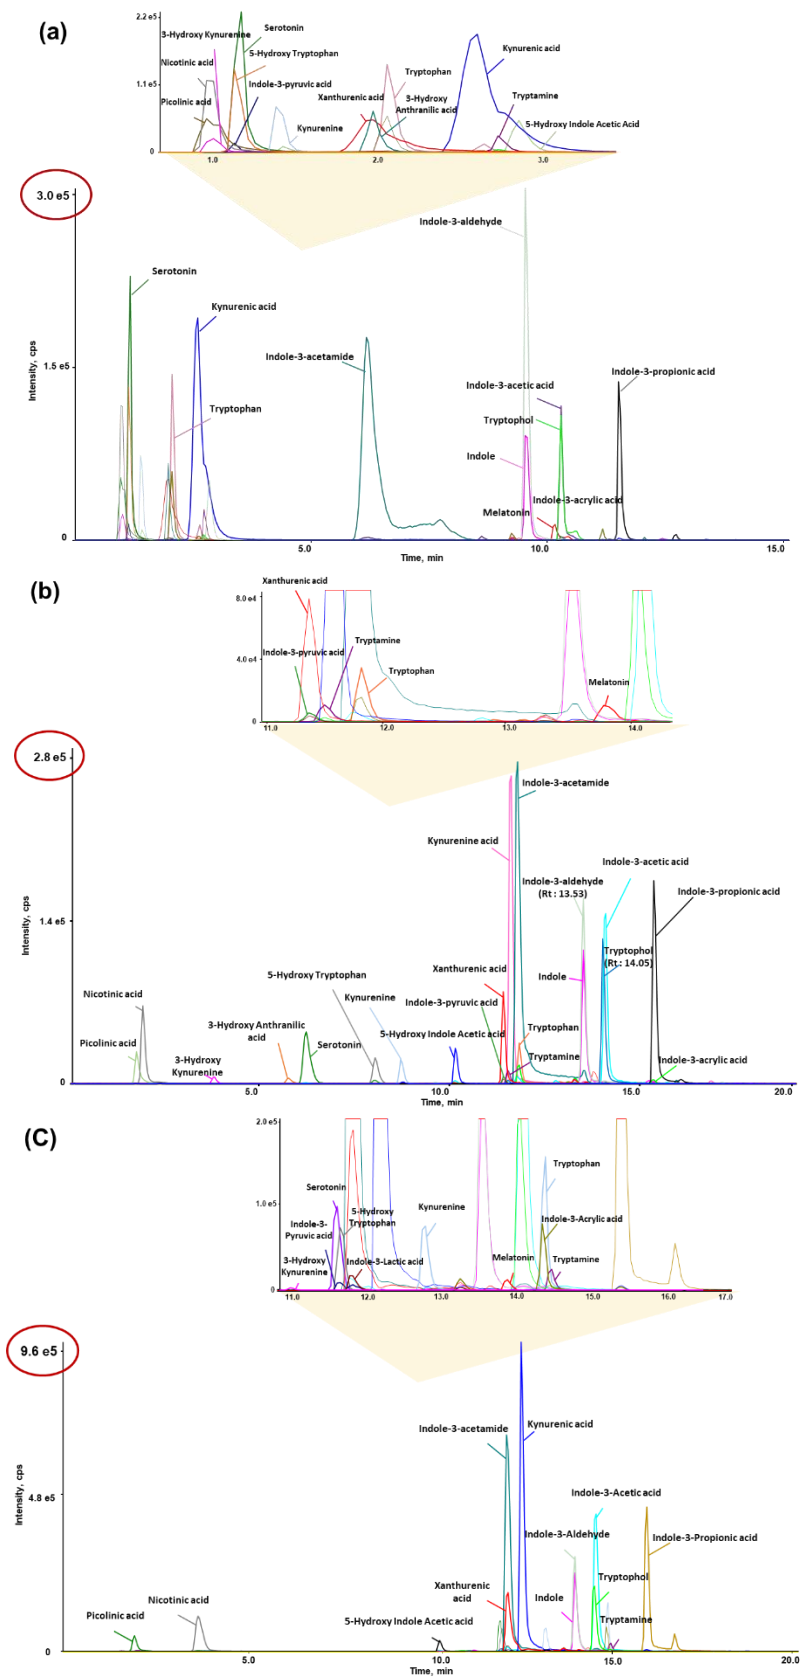 (a)
2.2 e5
3-Hydroxy Kynurenine
Serotonin
5-Hydroxy Tryptophan
Kynurenic acid
Nicotinic acid
Indole-3-pyruvic acid
Tryptophan
1.1 e5
Picolinic acid
Xanthurenic acid
3-Hydroxy
Anthranilic acid
Tryptamine
Kynurenine
5-Hydroxy Indole Acetic Acid
0
1.0
2.0
3.0
3.0 e5
Indole-3-aldehyde
Serotonin
Kynurenic acid
Indole-3-acetamide
1.5 e5
Indole-3-propionic acid
Indole-3-acetic acid
Tryptophan
Tryptophol
Indole
Indole-3-acrylic acid
Melatonin
Intensity, cps
0
5.0
10.0
15.0
Time, min
(b)
Xanthurenic acid
8.0 e4
Tryptamine
Indole-3-pyruvic acid
4.0 e4
Tryptophan
Melatonin
0
11.0
12.0
13.0
14.0
2.8 e5
Indole-3-acetamide
Kynurenine acid
Indole-3-acetic acid
Indole-3-aldehyde
(Rt : 13.53)
Indole-3-propionic acid
1.4 e5
Tryptophol
(Rt : 14.05)
Xanthurenic acid
5-Hydroxy Tryptophan
Indole
Nicotinic acid
Kynurenine
Indole-3-pyruvic acid
3-Hydroxy Anthranilic
acid
Tryptophan
5-Hydroxy Indole Acetic Acid
Picolinic acid
Serotonin
Tryptamine
3-Hydroxy
Kynurenine
Indole-3-acrylic acid
Intensity, cps
0
5.0
10.0
15.0
20.0
Time, min
(C)
2.0 e5
Tryptophan
Serotonin
5-Hydroxy
Tryptophan
Kynurenine
1.0 e5
Indole-3-
Pyruvic acid
Indole-3-Acrylic acid
3-Hydroxy
Kynurenine
Indole-3-Lactic acid
Melatonin
Tryptamine
0
11.0
12.0
13.0
14.0
15.0
16.0
17.0
9.6 e5
Indole-3-acetamide
Kynurenic acid
4.8 e5
Indole-3-Acetic acid
Indole-3-Aldehyde
Indole-3-Propionic acid
Tryptophol
Xanthurenic
acid
Nicotinic acid
Indole
Picolinic acid
5-Hydroxy Indole Acetic acid
Tryptamine
Intensity, cps
0
5.0
10.0
15.0
20.0
Time, min